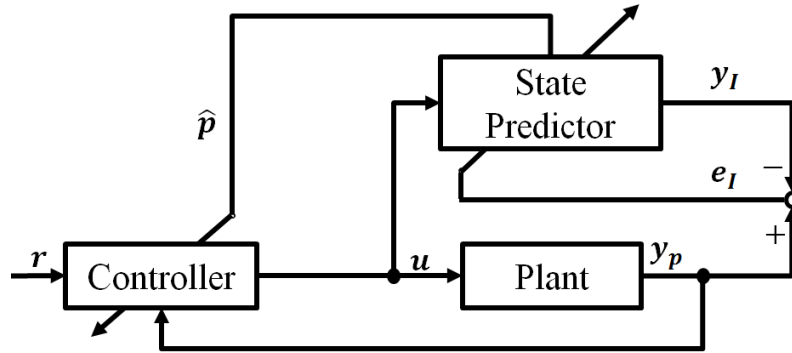 State
Predictor
y_I
p̂
−
e_I
+
r
Controller
u
Plant
y_p